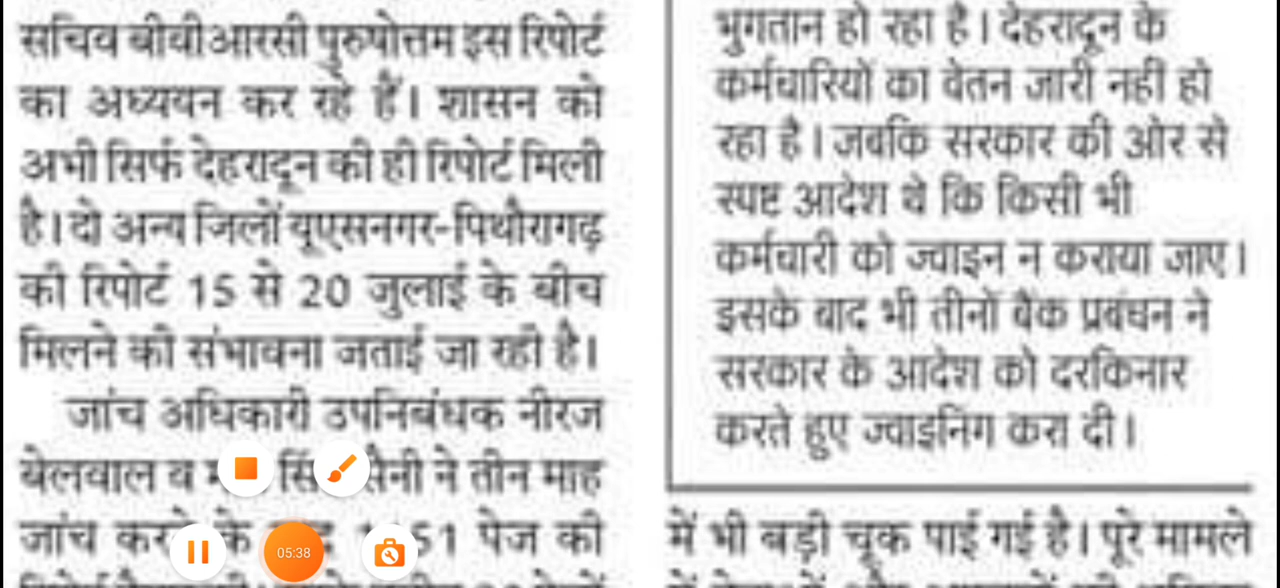 सचिव बीवीआरसी पुरुषोत्तम इस रिपोर्ट
का अध्ययन कर रहे हैं। शासन को
अभी सिर्फ देहरादून की ही रिपोर्ट मिली
है। दो अन्य जिलों यूएसनगर-पिथौरागढ़
की रिपोर्ट 15 से 20 जुलाई के बीच
मिलने की संभावना जताई जा रही है।
जांच अधिकारी उपनिबंधक नीरज
बेलवाल व सैनी ने तीन माह
जांच के पेज की
भुगतान हो रहा है। देहरादून के
कर्मचारियों का वेतन जारी नहीं हो
रहा है। जबकि सरकार की ओर से
स्पष्ट आदेश थे कि किसी भी
कर्मचारी को ज्वाइन न कराया जाए।
इसके बाद भी तीनों बैंक प्रबंधन ने
सरकार के आदेश को दरकिनार
करते हुए ज्वाइनिंग करा दी।
में भी बड़ी चूक पाई गई है। पूरे मामले
05:38